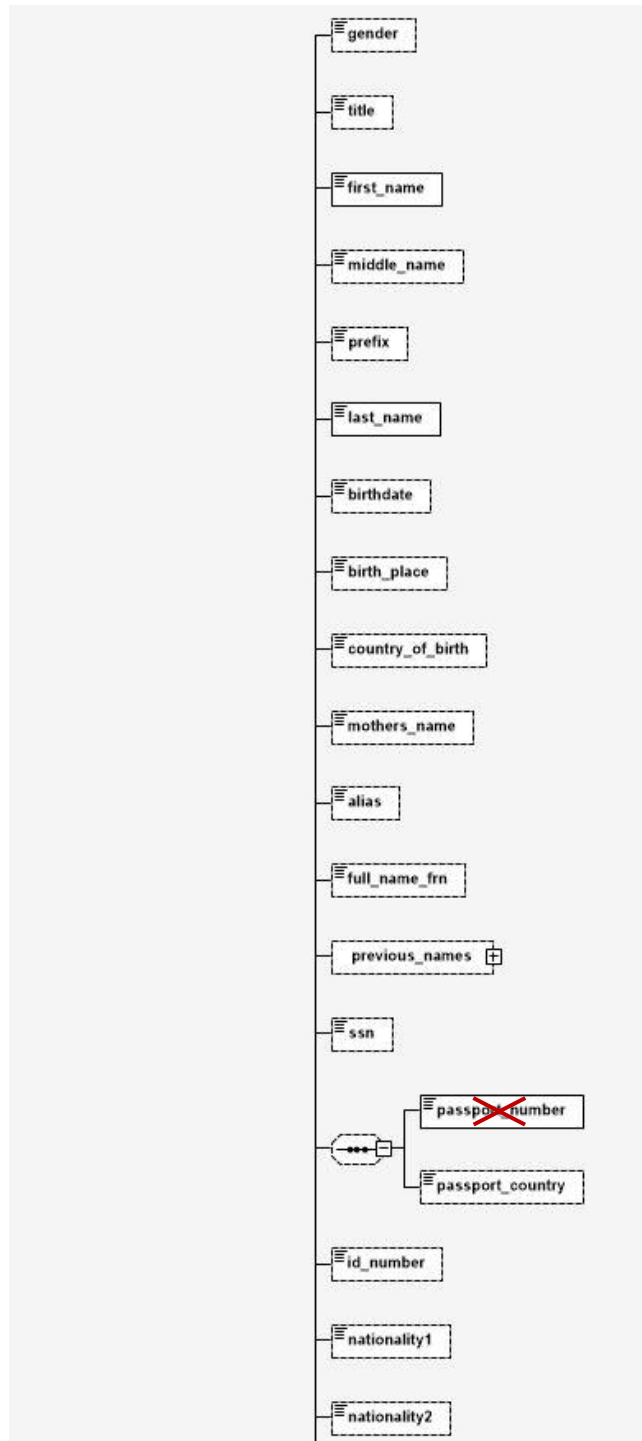 gender
title
first_name
middle_name
prefix
last_name
birthdate
birth_place
country_of_birth
mothers_name
alias
full_name_frn
previous_names
ssn
passport_number
passport_country
id_number
nationality1
nationality2